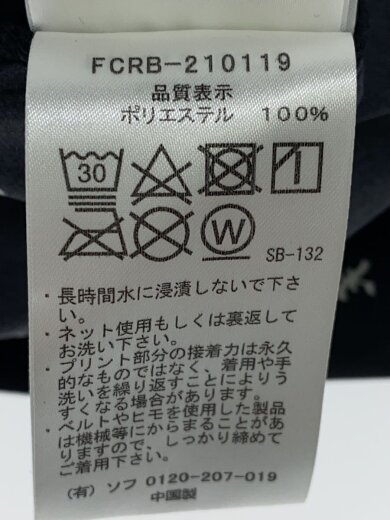 FCRB-210119
品質表示
ポリエステル 100%
30
W
SB-132
・長時間水に浸漬しないで下さ
い。
・ネット使用もしくは裏返して
お洗い下さい。
・プリント部分の接着力は永久
的なものではなく、着用や手
洗いを繰り返すことによりう
すくなる場合があります。
・ベルトやヒモを使用した製品
は機械等にからまることがあ
りますので、しっかり締めて
ご着用下さい。
(有) ソフ 0120-207-019
中国製